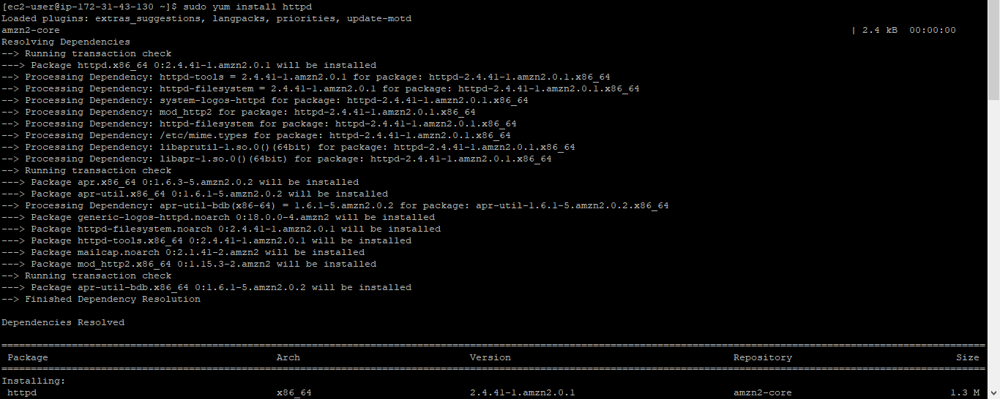 [ec2-user@ip-172-31-43-130 ~]$ sudo yum install httpd
Loaded plugins: extras_suggestions, langpacks, priorities, update-motd
amzn2-core | 2.4 kB 00:00:00
Resolving Dependencies
--> Running transaction check
---> Package httpd.x86_64 0:2.4.41-1.amzn2.0.1 will be installed
--> Processing Dependency: httpd-tools = 2.4.41-1.amzn2.0.1 for package: httpd-2.4.41-1.amzn2.0.1.x86_64
--> Processing Dependency: httpd-filesystem = 2.4.41-1.amzn2.0.1 for package: httpd-2.4.41-1.amzn2.0.1.x86_64
--> Processing Dependency: system-logos-httpd for package: httpd-2.4.41-1.amzn2.0.1.x86_64
--> Processing Dependency: mod_http2 for package: httpd-2.4.41-1.amzn2.0.1.x86_64
--> Processing Dependency: httpd-filesystem for package: httpd-2.4.41-1.amzn2.0.1.x86_64
--> Processing Dependency: /etc/mime.types for package: httpd-2.4.41-1.amzn2.0.1.x86_64
--> Processing Dependency: libaprutil-1.so.0()(64bit) for package: httpd-2.4.41-1.amzn2.0.1.x86_64
--> Processing Dependency: libapr-1.so.0()(64bit) for package: httpd-2.4.41-1.amzn2.0.1.x86_64
--> Running transaction check
---> Package apr.x86_64 0:1.6.3-5.amzn2.0.2 will be installed
---> Package apr-util.x86_64 0:1.6.1-5.amzn2.0.2 will be installed
--> Processing Dependency: apr-util-bdb(x86-64) = 1.6.1-5.amzn2.0.2 for package: apr-util-1.6.1-5.amzn2.0.2.x86_64
---> Package generic-logos-httpd.noarch 0:18.0.0-4.amzn2 will be installed
---> Package httpd-filesystem.noarch 0:2.4.41-1.amzn2.0.1 will be installed
---> Package httpd-tools.x86_64 0:2.4.41-1.amzn2.0.1 will be installed
---> Package mailcap.noarch 0:2.1.41-2.amzn2 will be installed
---> Package mod_http2.x86_64 0:1.15.3-2.amzn2 will be installed
--> Running transaction check
---> Package apr-util-bdb.x86_64 0:1.6.1-5.amzn2.0.2 will be installed
--> Finished Dependency Resolution
Dependencies Resolved
Package Arch Version Repository Size
Installing:
httpd x86_64 2.4.41-1.amzn2.0.1 amzn2-core 1.3 M